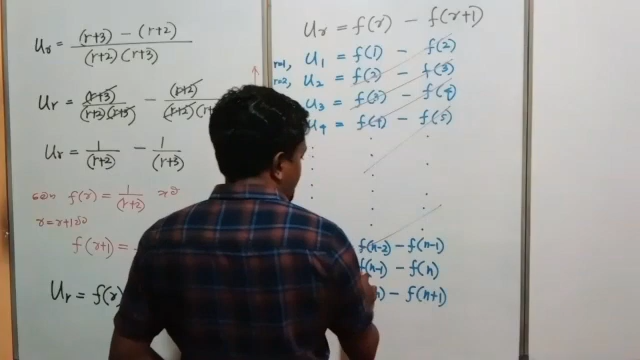 Ur = (r+3) - (r+2) / (r+2)(r+3)
Ur = (r+3) / (r+2)(r+3) - (r+2) / (r+2)(r+
Ur = 1/(r+2) - 1/(r+3)
f(r) = 1/(r+2)
r=r+1
f(r+1) =
Ur = f(r)
Ur = f(r) - f(r+1)
r=1, U1 = f(1) - f(2)
r=2, U2 = f(2) - f(3)
U3 = f(3) - f(4)
U4 = f(4) - f(5)
f(n-2) - f(n-1)
f(n-1) - f(n)
) - f(n+1)